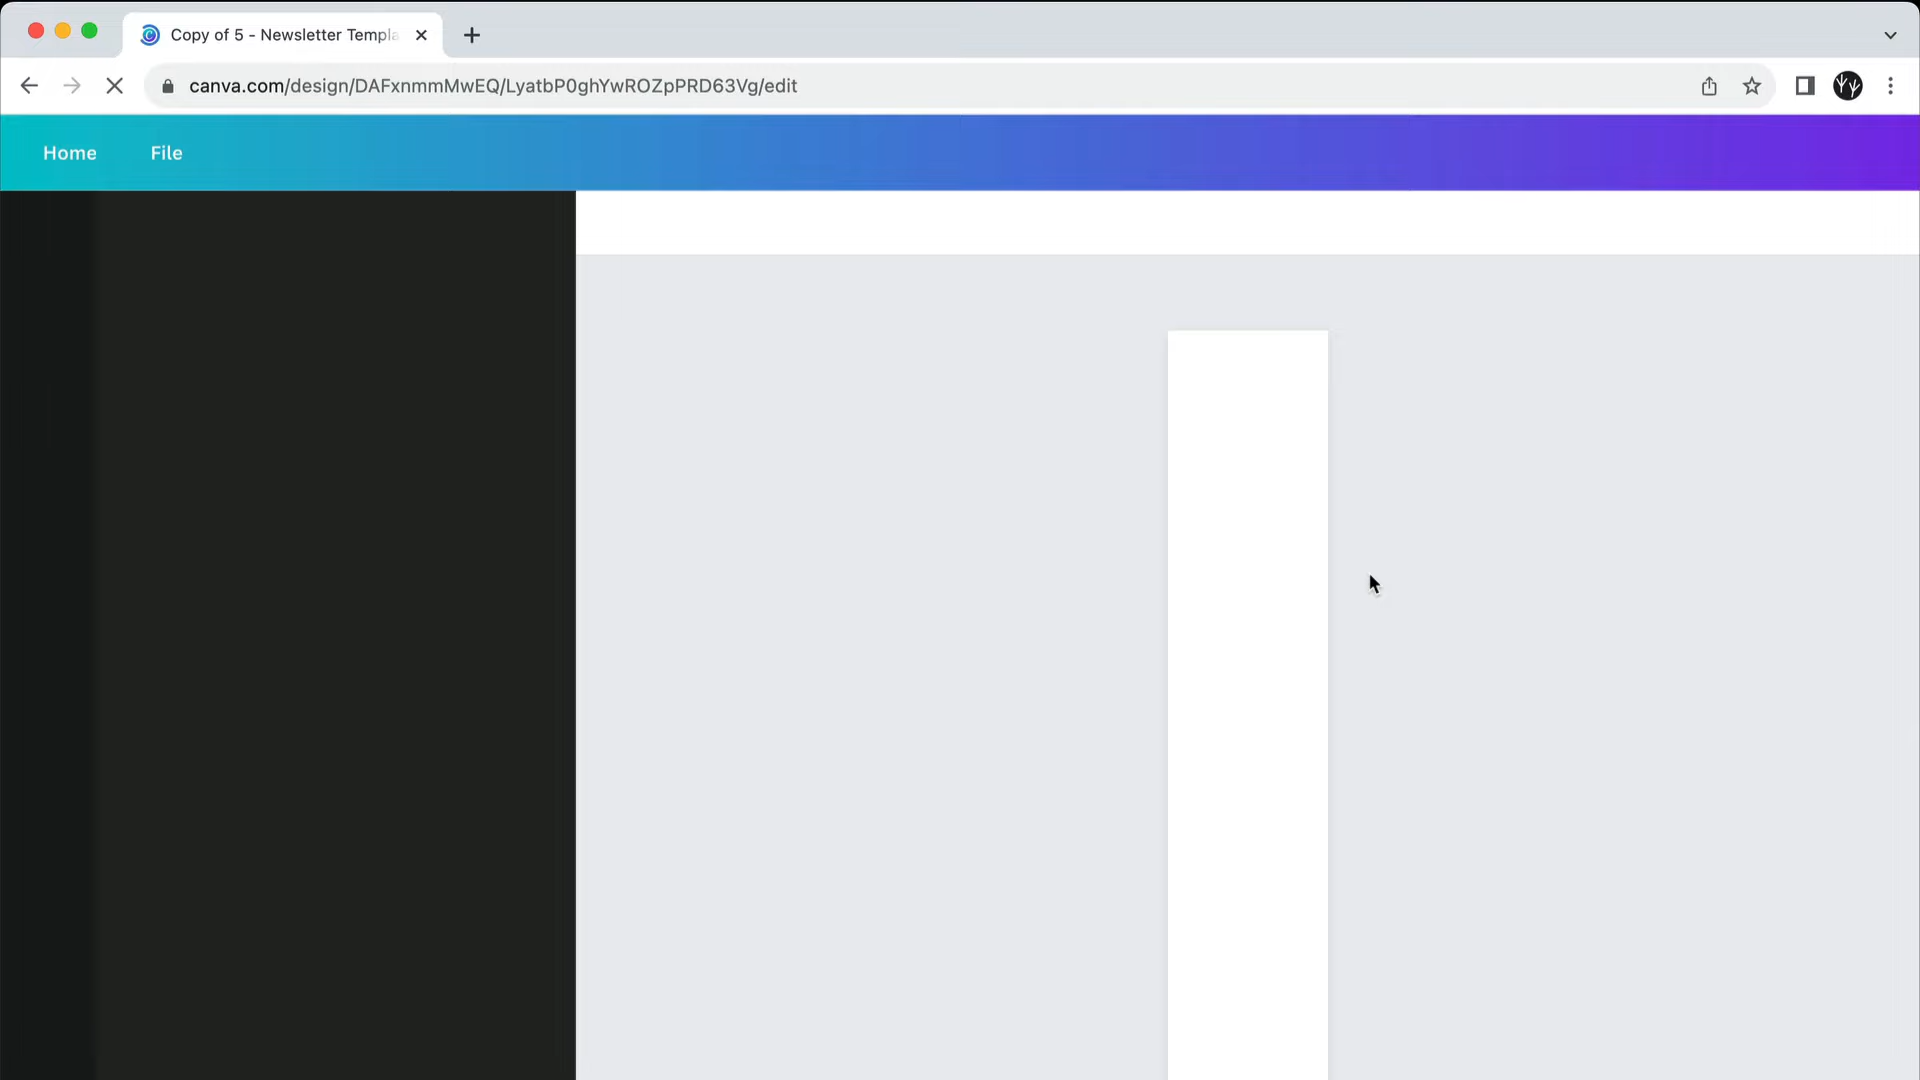 Copy of 5 - Newsletter Templa
canva.com/design/DAFxnmmMwEQ/LyatbP0ghYwROZpPRD63Vg/edit
Home File